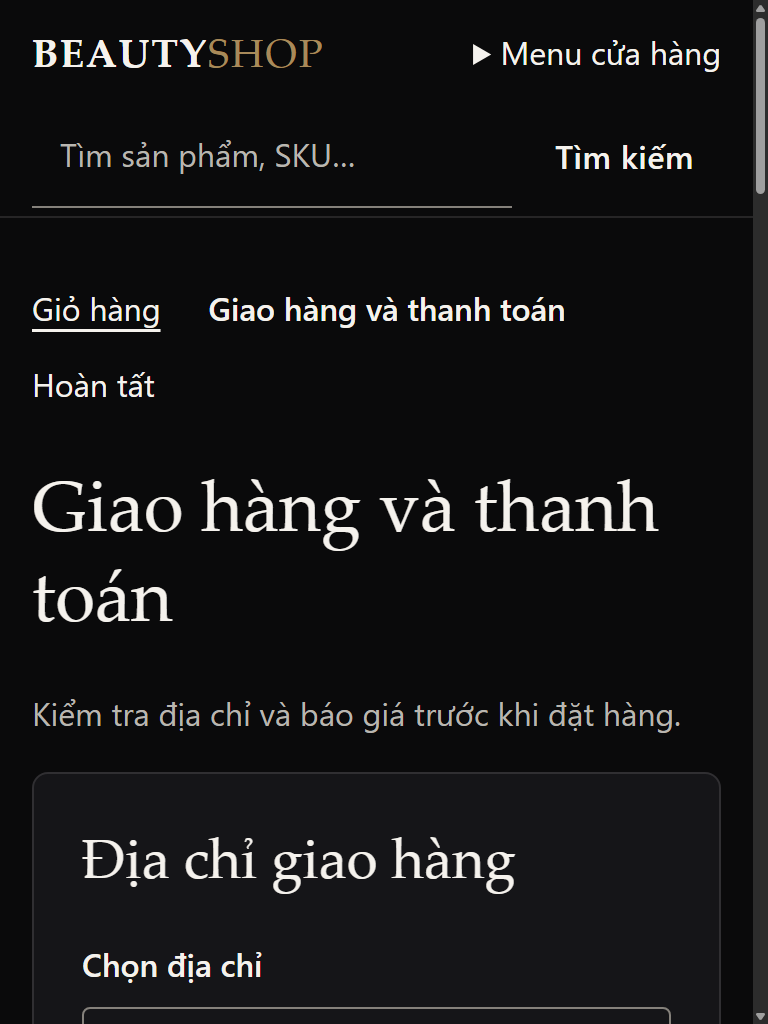 BEAUTYSHOP
▶ Menu cửa hàng
Tìm sản phẩm, SKU...
Tìm kiếm
Giỏ hàng
Giao hàng và thanh toán
Hoàn tất
Giao hàng và thanh
toán
Kiểm tra địa chỉ và báo giá trước khi đặt hàng.
Địa chỉ giao hàng
Chọn địa chỉ